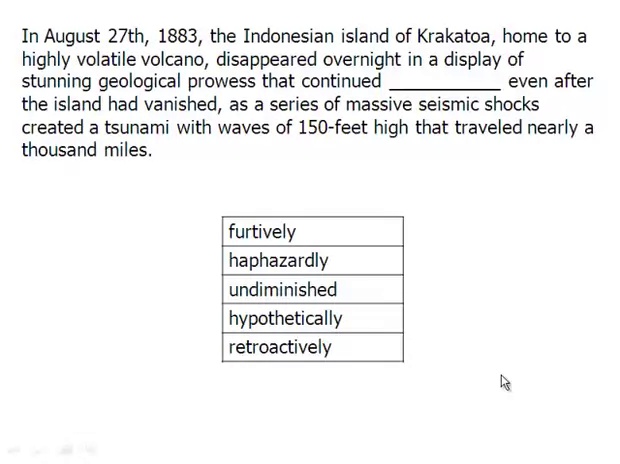 In August 27th, 1883, the Indonesian island of Krakatoa, home to a
highly volatile volcano, disappeared overnight in a display of
stunning geological prowess that continued ____________ even after
the island had vanished, as a series of massive seismic shocks
created a tsunami with waves of 150-feet high that traveled nearly a
thousand miles.
furtively
haphazardly
undiminished
hypothetically
retroactively